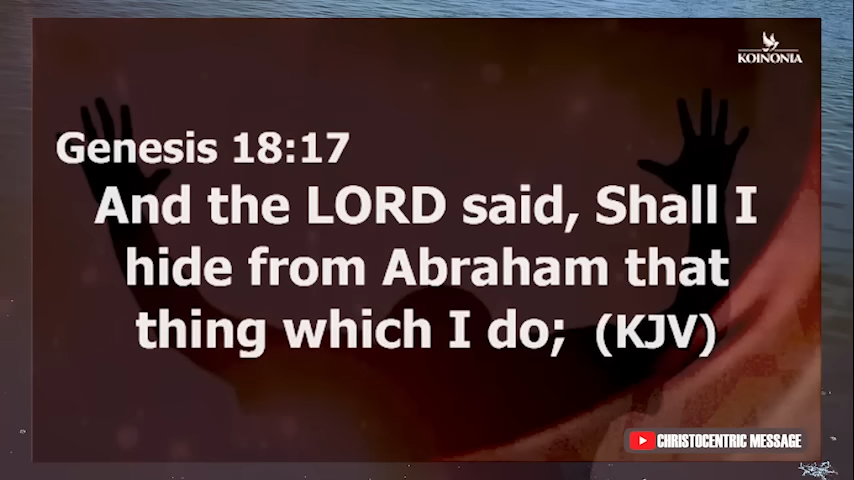 KOINONIA
Genesis 18:17
And the LORD said, Shall I
hide from Abraham that
thing which I do; (KJV)
CHRISTOCENTRIC MESSAGE